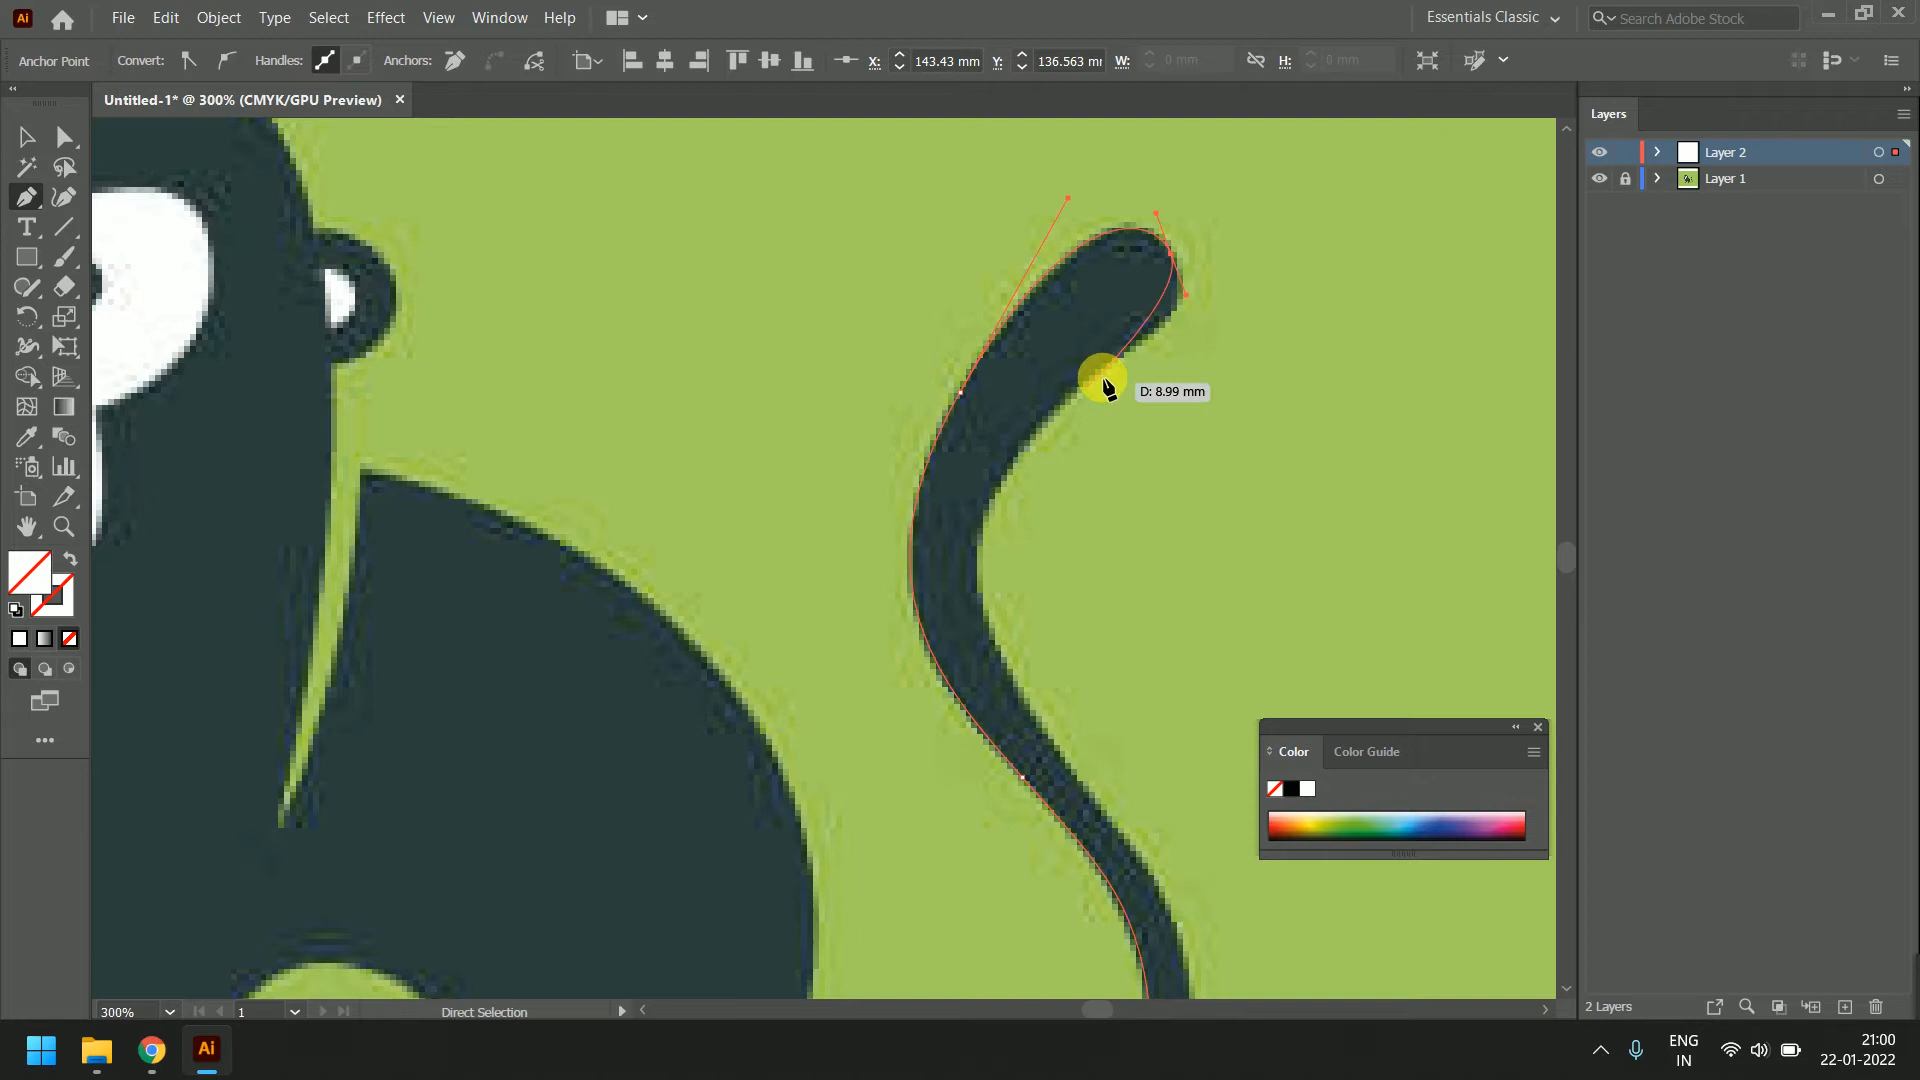 Ai File Edit Object Type Select Effect View Window Help Essentials Classic Search Adobe Stock
Anchor Point Convert: Handles: Anchors: X: 143.43 mm Y: 136.563 mm W: 0 mm H: 0 mm
Untitled-1* @ 300% (CMYK/GPU Preview)
Layers
Layer 2
Layer 1
D: 8.99 mm
Color Color Guide
300% 1 Direct Selection 2 Layers
Ai
ENG
IN
21:00
22-01-2022